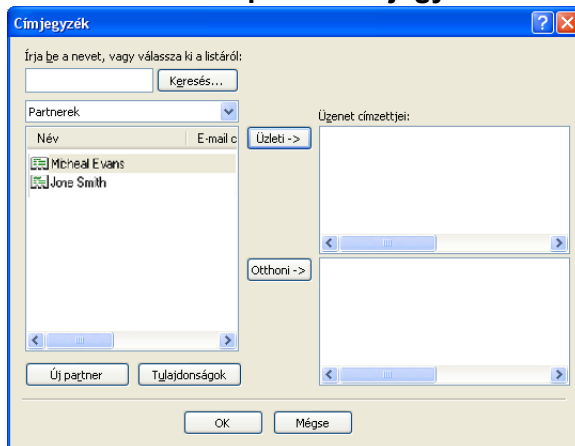 Címjegyzék
Írja be a nevet, vagy válassza ki a listáról:
Keresés...
Partnerek
Üzenet címzettjei:
Név E-mail c
Üzleti ->
Micheal Evans
Jone Smith
Otthoni ->
Új partner Tulajdonságok
OK Mégse